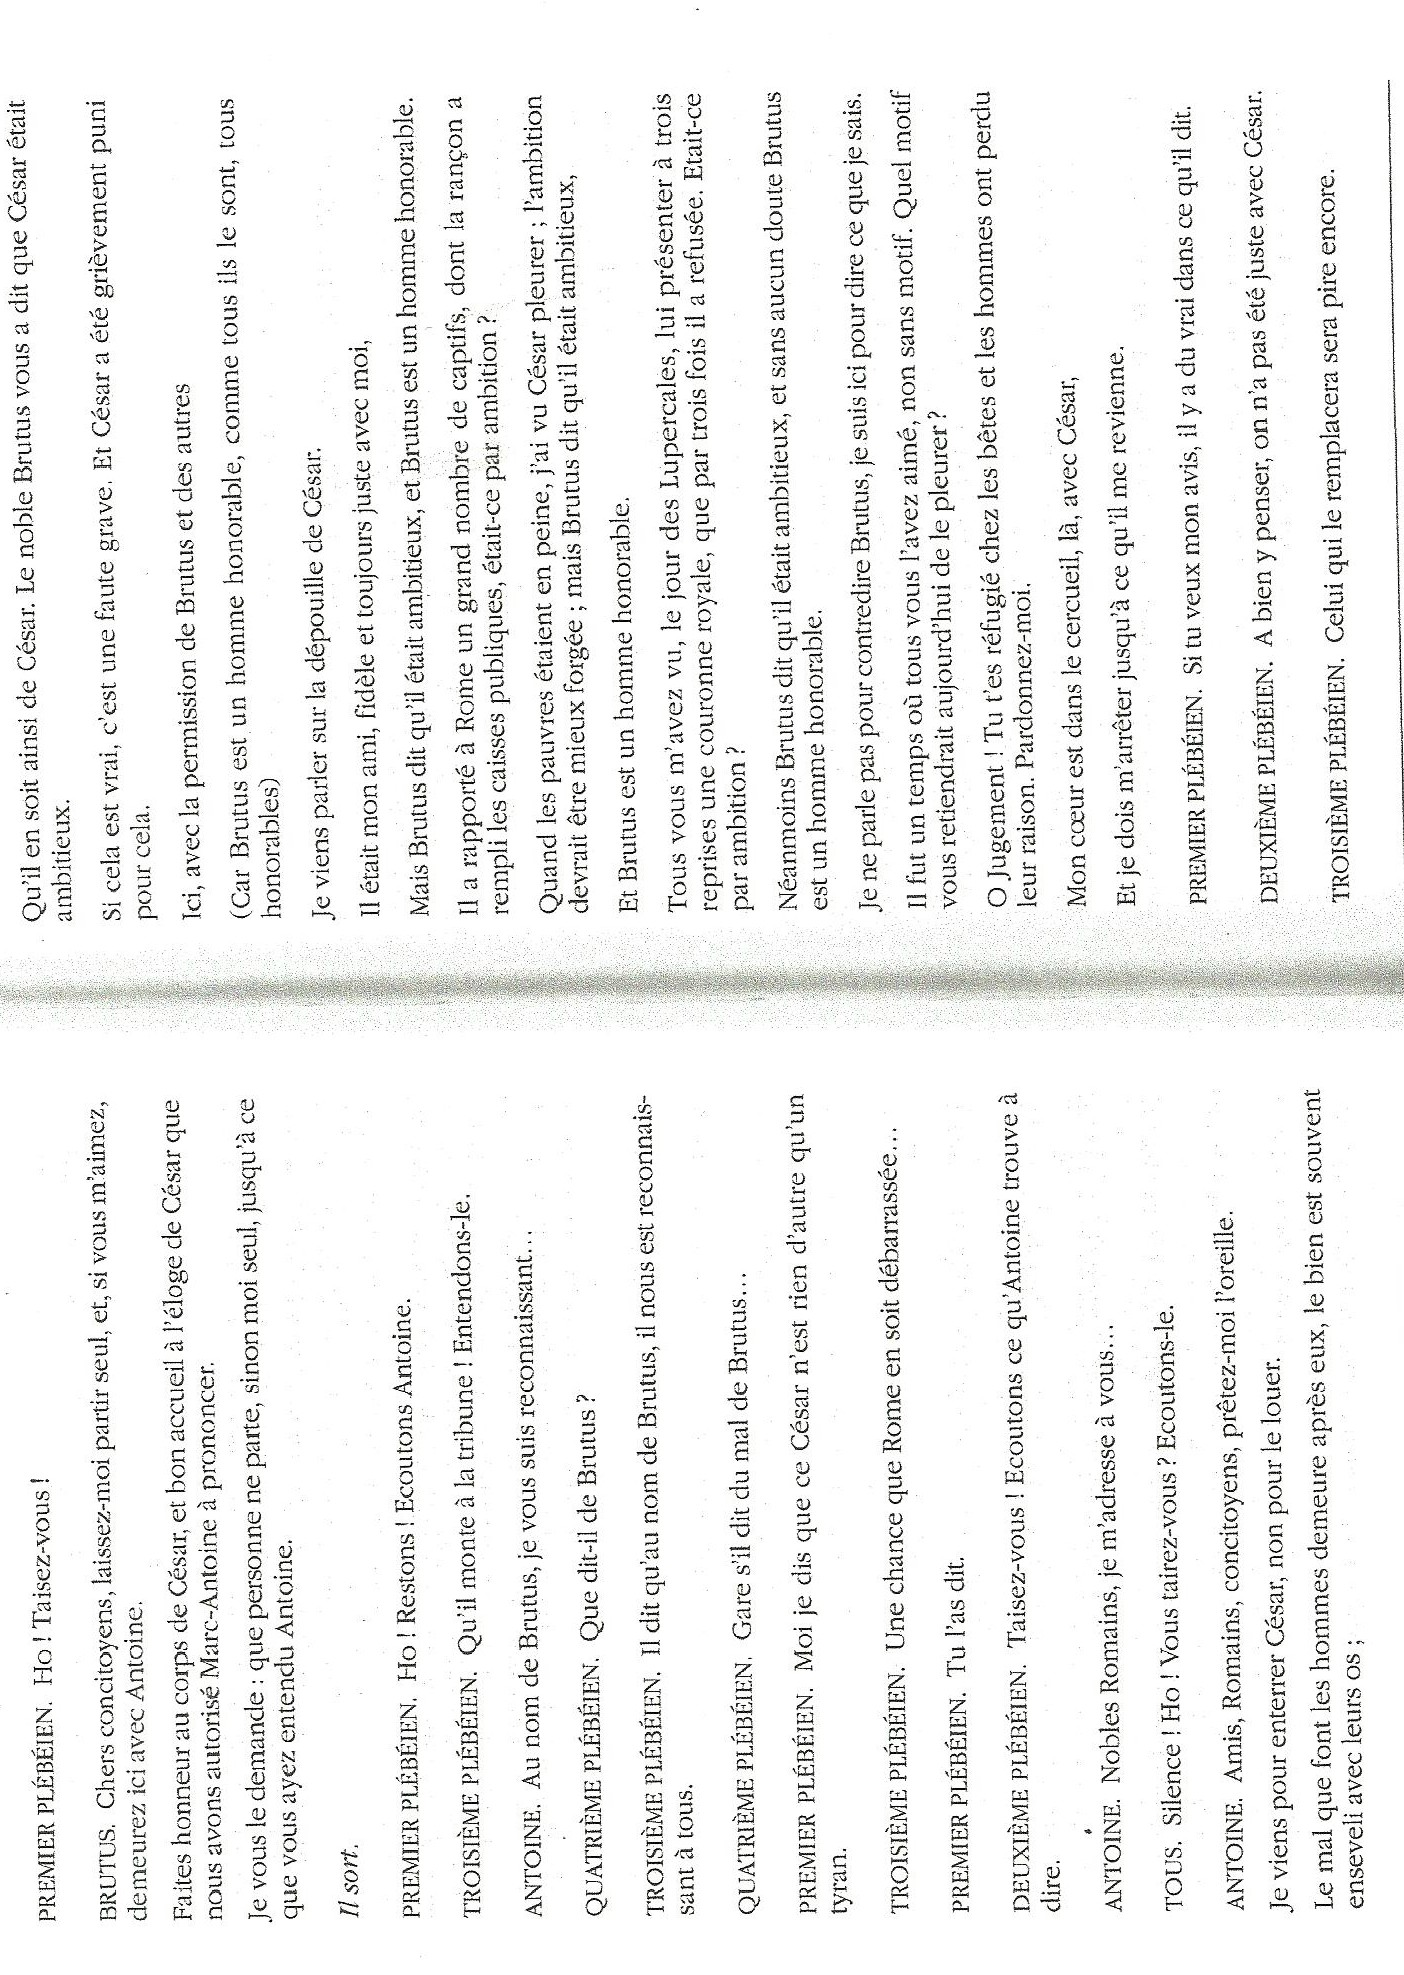 PREMIER PLÉBÉIEN. Ho ! Taisez-vous !
BRUTUS. Chers concitoyens, laissez-moi partir seul, et, si vous m'aimez,
demeurez ici avec Antoine.
Faites honneur au corps de César, et bon accueil à l'éloge de César que
nous avons autorisé Marc-Antoine à prononcer.
Je vous le demande : que personne ne parte, sinon moi seul, jusqu'à ce
que vous ayez entendu Antoine.
Il sort.
PREMIER PLÉBÉIEN. Ho ! Restons ! Ecoutons Antoine.
TROISIÈME PLÉBÉIEN. Qu'il monte à la tribune ! Entendons-le.
ANTOINE. Au nom de Brutus, je vous suis reconnaissant…
QUATRIÈME PLÉBÉIEN. Que dit-il de Brutus ?
TROISIÈME PLÉBÉIEN. Il dit qu'au nom de Brutus, il nous est reconnais-
sant à tous.
QUATRIÈME PLÉBÉIEN. Gare s'il dit du mal de Brutus…
PREMIER PLÉBÉIEN. Moi je dis que ce César n'est rien d'autre qu'un
tyran.
TROISIÈME PLÉBÉIEN. Une chance que Rome en soit débarrassée…
PREMIER PLÉBÉIEN. Tu l'as dit.
DEUXIÈME PLÉBÉIEN. Taisez-vous ! Ecoutons ce qu'Antoine trouve à
dire.
ANTOINE. Nobles Romains, je m'adresse à vous…
TOUS. Silence ! Ho ! Vous tairez-vous ? Ecoutons-le.
ANTOINE. Amis, Romains, concitoyens, prêtez-moi l'oreille.
Je viens pour enterrer César, non pour le louer.
Le mal que font les hommes demeure après eux, le bien est souvent
enseveli avec leurs os ;
Qu'il en soit ainsi de César. Le noble Brutus vous a dit que César était
ambitieux.
Si cela est vrai, c'est une faute grave. Et César a été grièvement puni
pour cela.
Ici, avec la permission de Brutus et des autres
(Car Brutus est un homme honorable, comme tous ils le sont, tous
honorables)
Je viens parler sur la dépouille de César.
Il était mon ami, fidèle et toujours juste avec moi,
Mais Brutus dit qu'il était ambitieux, et Brutus est un homme honorable.
Il a rapporté à Rome un grand nombre de captifs, dont la rançon a
rempli les caisses publiques, était-ce par ambition ?
Quand les pauvres étaient en peine, j'ai vu César pleurer ; l'ambition
devrait être mieux forgée ; mais Brutus dit qu'il était ambitieux,
Et Brutus est un homme honorable.
Tous vous m'avez vu, le jour des Lupercales, lui présenter à trois
reprises une couronne royale, que par trois fois il a refusée. Etait-ce
par ambition ?
Néanmoins Brutus dit qu'il était ambitieux, et sans aucun doute Brutus
est un homme honorable.
Je ne parle pas pour contredire Brutus, je suis ici pour dire ce que je sais.
Il fut un temps où tous vous l'avez aimé, non sans motif. Quel motif
vous retiendrait aujourd'hui de le pleurer ?
O Jugement ! Tu t'es réfugié chez les bêtes et les hommes ont perdu
leur raison. Pardonnez-moi.
Mon cœur est dans le cercueil, là, avec César,
Et je dois m'arrêter jusqu'à ce qu'il me revienne.
PREMIER PLÉBÉIEN. Si tu veux mon avis, il y a du vrai dans ce qu'il dit.
DEUXIÈME PLÉBÉIEN. A bien y penser, on n'a pas été juste avec César.
TROISIÈME PLÉBÉIEN. Celui qui le remplacera sera pire encore.